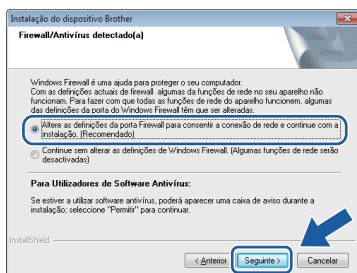 Instalação do dispositivo Brother
Firewall/Antivírus detectado(a)
Windows Firewall é uma ajuda para proteger o seu computador.
Com as definições actuais de firewall algumas da funções de rede no seu aparelho não
funcionam. Para fazer com que todas as funções de rede do aparelho funcionem, algumas
das definições da porta do Windows Firewall têm que ser alteradas.
Altere as definições da porta Firewall para consentir a conexão de rede e continue com a
instalação. (Recomendado)
Continue sem alterar as definições de Windows Firewall. (Algumas funções de rede serão
desactivadas)
Para Utilizadores de Software Antivírus:
Se estiver a utilizar software antivírus, poderá aparecer uma caixa de aviso durante a
instalação; seleccione "Permitir" para continuar.
InstallShield
< Anterior
Seguinte >
Cancelar